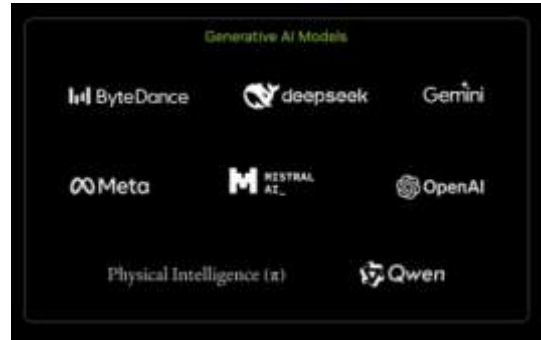 Generative AI Models
ByteDance deepseek Gemini
Meta MISTRAL AI_ OpenAI
Physical Intelligence (π) Qwen